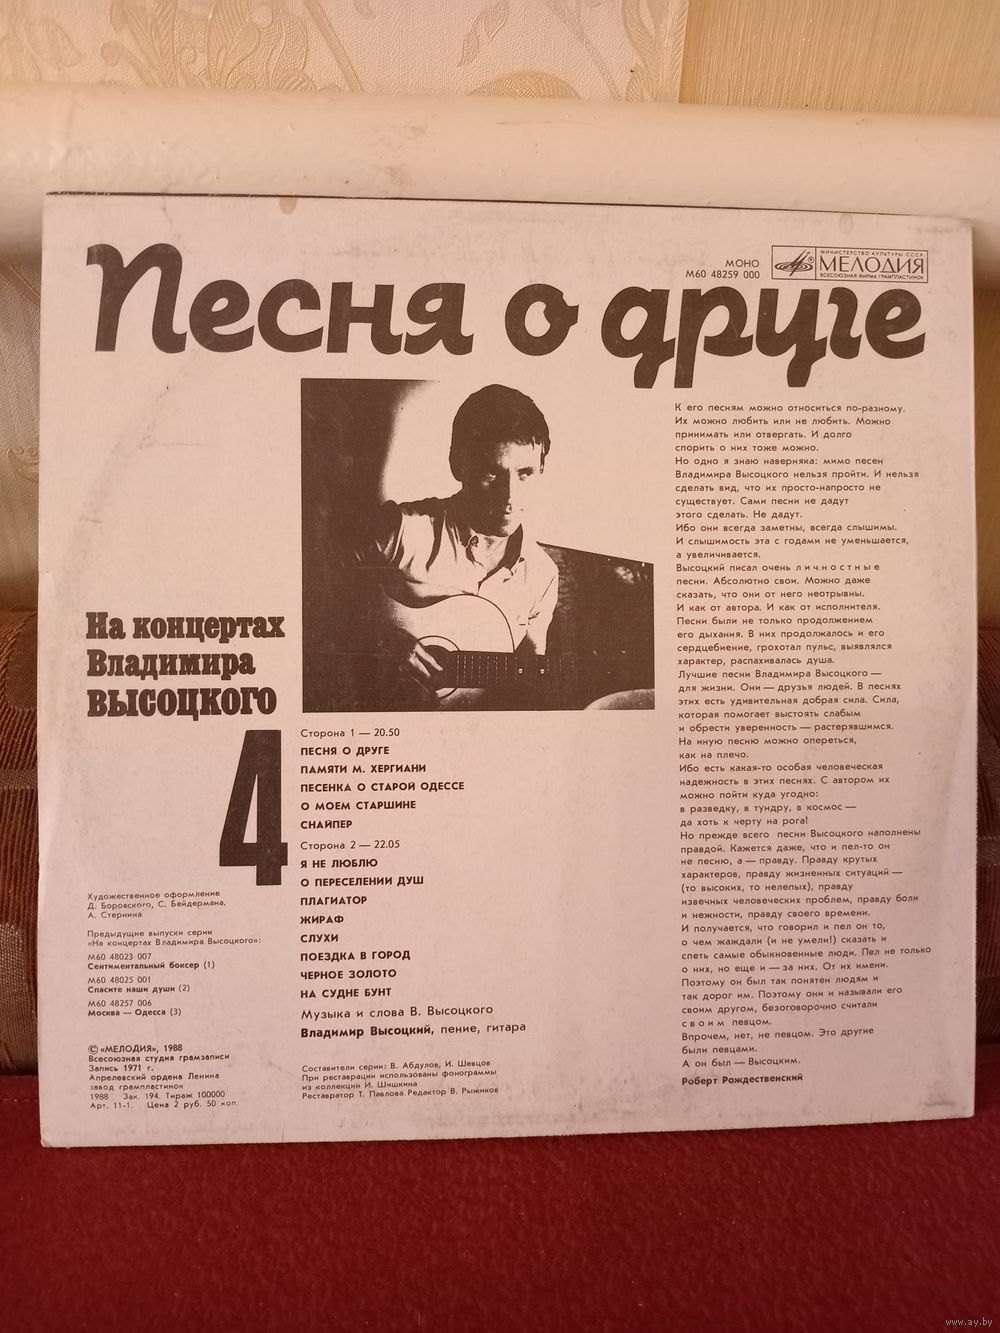 МОНО
М60 48259 000
МИНИСТЕРСТВО КУЛЬТУРЫ СССР
МЕЛОДИЯ
ВСЕСОЮЗНАЯ ФИРМА ГРАМПЛАСТИНОК
Песня о друге
На концертах
Владимира
ВЫСОЦКОГО
4
Художественное оформление
Д. Боровского, С. Бейдермана,
А. Стернина
Предыдущие выпуски серии
«На концертах Владимира Высоцкого»:
М60 48023 007
Сентиментальный боксер (1)
М60 48025 001
Спасите наши души (2)
М60 48257 006
Москва — Одесса (3)
© «МЕЛОДИЯ», 1988
Всесоюзная студия грамзаписи
Запись 1971 г.
Апрелевский ордена Ленина
завод грампластинок
1988 Зак. 194. Тираж 100000
Арт. 11-1. Цена 2 руб. 50 коп.
Сторона 1 — 20.50
ПЕСНЯ О ДРУГЕ
ПАМЯТИ М. ХЕРГИАНИ
ПЕСЕНКА О СТАРОЙ ОДЕССЕ
О МОЕМ СТАРШИНЕ
СНАЙПЕР
Сторона 2 — 22.05
Я НЕ ЛЮБЛЮ
О ПЕРЕСЕЛЕНИИ ДУШ
ПЛАГИАТОР
ЖИРАФ
СЛУХИ
ПОЕЗДКА В ГОРОД
ЧЕРНОЕ ЗОЛОТО
НА СУДНЕ БУНТ
Музыка и слова В. Высоцкого
Владимир Высоцкий, пение, гитара
Составители серии: В. Абдулов, И. Шевцов
При реставрации использованы фонограммы
из коллекции И. Шишкина
Реставратор Т. Павлова. Редактор В. Рыжиков
К его песням можно относиться по-разному.
Их можно любить или не любить. Можно
принимать или отвергать. И долго
спорить о них тоже можно.
Но одно я знаю наверняка: мимо песен
Владимира Высоцкого нельзя пройти. И нельзя
сделать вид, что их просто-напросто не
существует. Сами песни не дадут
этого сделать. Не дадут.
Ибо они всегда заметны, всегда слышимы.
И слышимость эта с годами не уменьшается,
а увеличивается.
Высоцкий писал очень личностные
песни. Абсолютно свои. Можно даже
сказать, что они от него неотрывны.
И как от автора. И как от исполнителя.
Песни были не только продолжением
его дыхания. В них продолжалось и его
сердцебиение, грохотал пульс, выявлялся
характер, распахивалась душа.
Лучшие песни Владимира Высоцкого —
для жизни. Они — друзья людей. В песнях
этих есть удивительная добрая сила. Сила,
которая помогает выстоять слабым
и обрести уверенность — растерявшимся.
На иную песню можно опереться,
как на плечо.
Ибо есть какая-то особая человеческая
надежность в этих песнях. С автором их
можно пойти куда угодно:
в разведку, в тундру, в космос —
да хоть к черту на рога!
Но прежде всего песни Высоцкого наполнены
правдой. Кажется даже, что и пел-то он
не песню, а — правду. Правду крутых
характеров, правду жизненных ситуаций —
(то высоких, то нелепых), правду
извечных человеческих проблем, правду боли
и нежности, правду своего времени.
И получается, что говорил и пел он то,
о чем жаждали (и не умели!) сказать и
спеть самые обыкновенные люди. Пел не только
о них, но еще и — за них. От их имени.
Поэтому он был так понятен людям и
так дорог им. Поэтому они и называли его
своим другом, безоговорочно считали
своим певцом.
Впрочем, нет, не певцом. Это другие
были певцами.
А он был — Высоцким.
Роберт Рождественский
www.ay.by